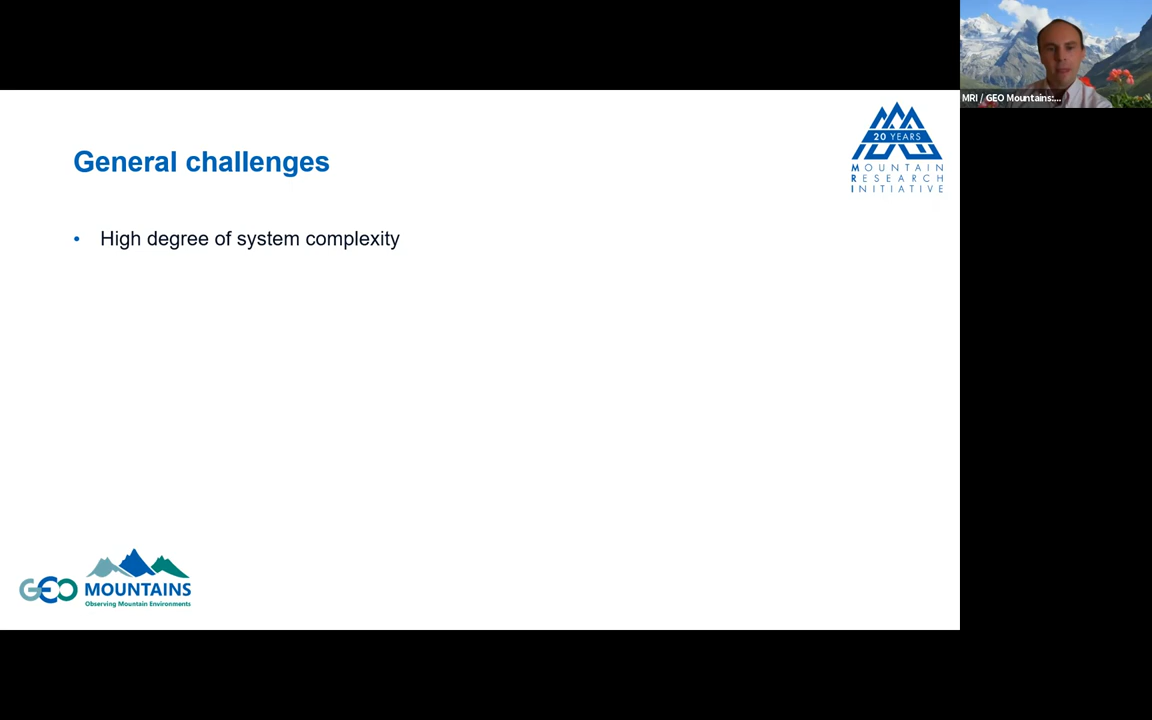 MRI / GEO Mountains:...
General challenges
• High degree of system complexity
20 YEARS
MOUNTAIN
RESEARCH
INITIATIVE
GEO MOUNTAINS
Observing Mountain Environments